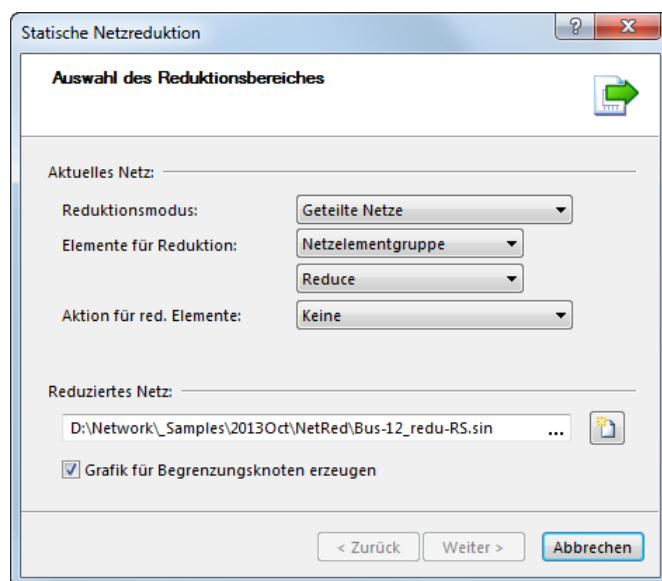 Statische Netzreduktion
Auswahl des Reduktionsbereiches
Aktuelles Netz:
Reduktionsmodus: Geteilte Netze
Elemente für Reduktion: Netzelementgruppe
Reduce
Aktion für red. Elemente: Keine
Reduziertes Netz:
D:\Network\_Samples\2013Oct\NetRed\Bus-12_redu-RS.sin ...
Grafik für Begrenzungsknoten erzeugen
< Zurück Weiter > Abbrechen